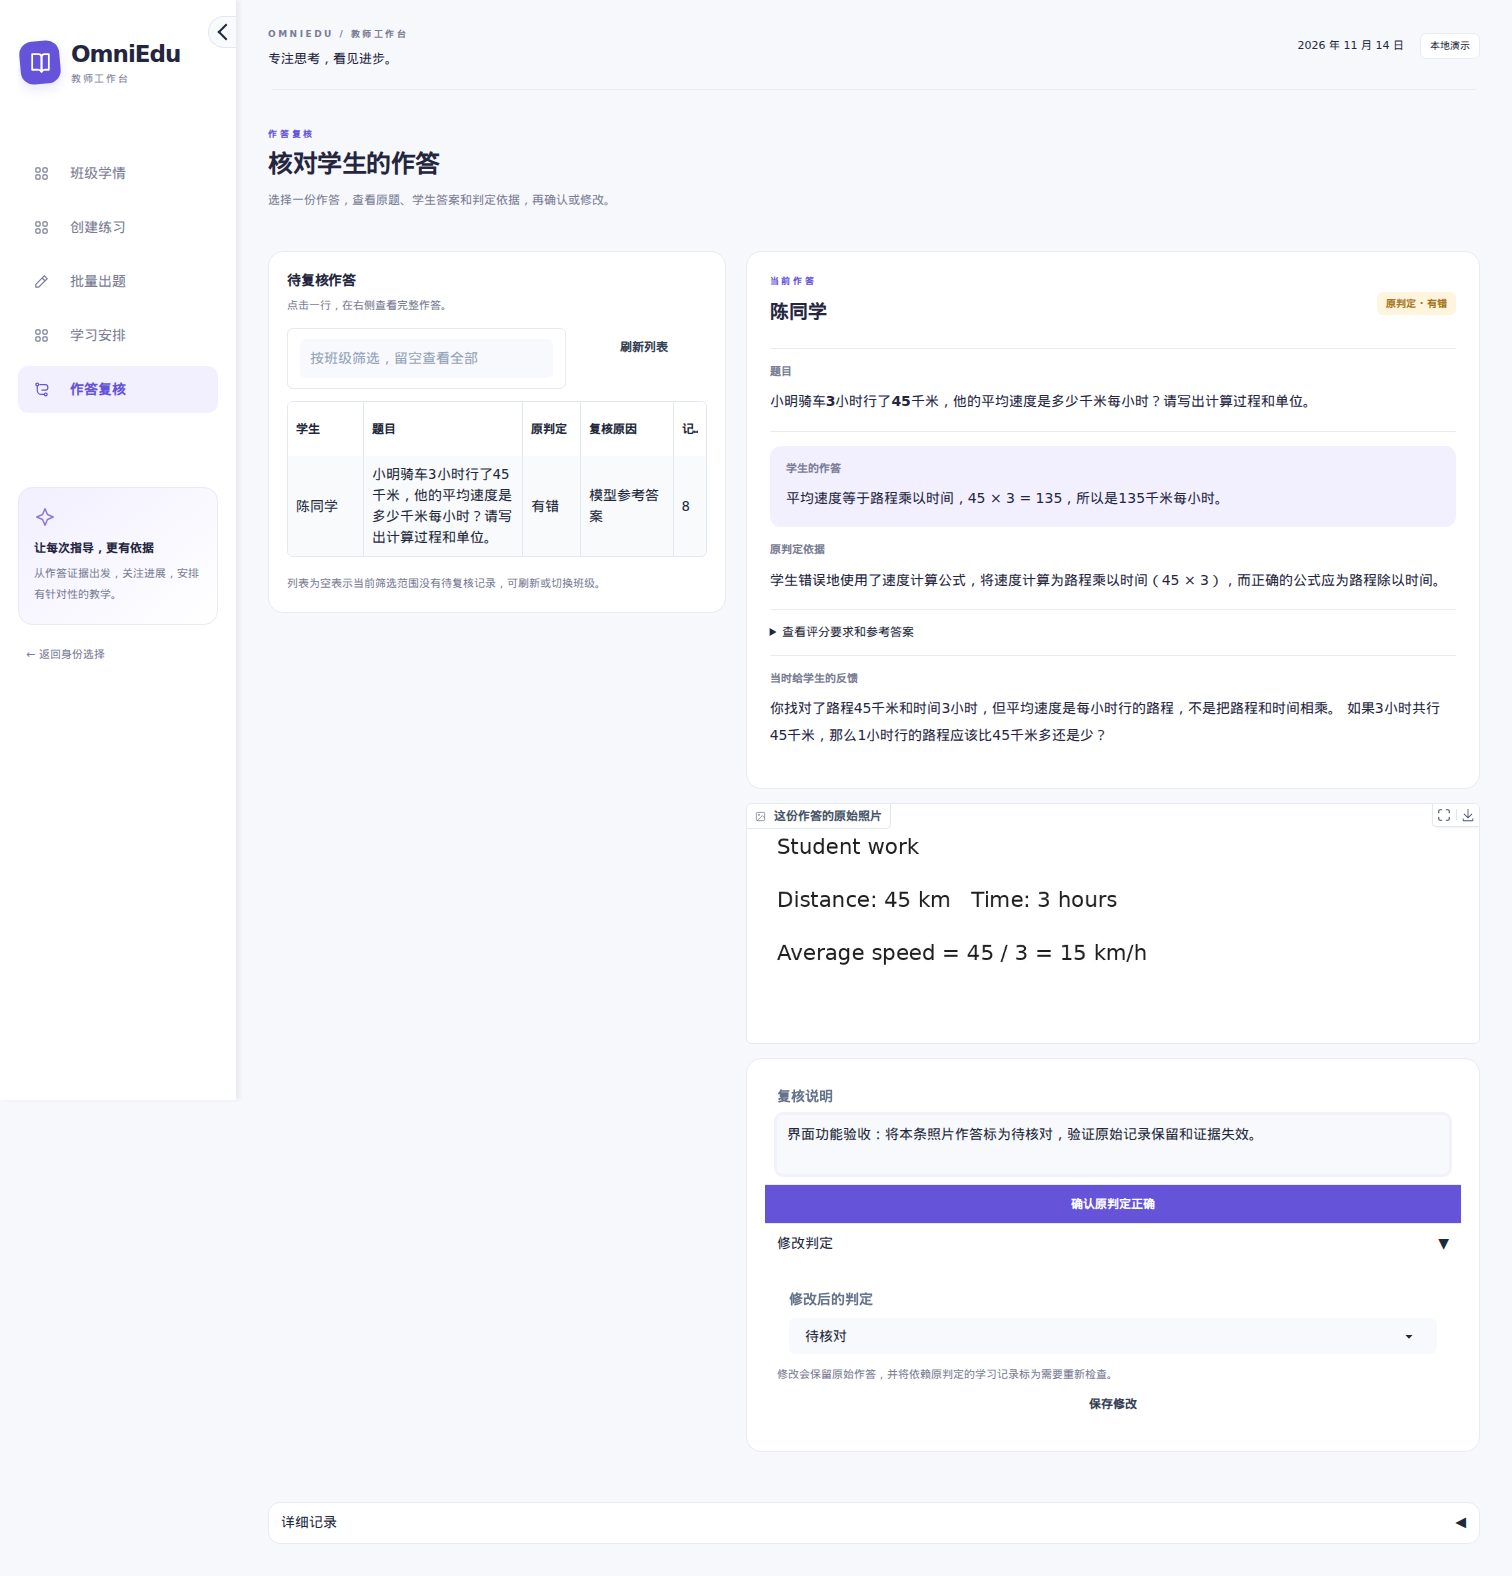 OmniEdu
教师工作台
班级学情
创建练习
批量出题
学习安排
作答复核
让每次指导，更有依据
从作答证据出发，关注进展，安排
有针对性的教学。
← 返回身份选择
OMNIEDU / 教师工作台
专注思考，看见进步。
2026 年 11 月 14 日
本地演示
作答复核
核对学生的作答
选择一份作答，查看原题、学生答案和判定依据，再确认或修改。
待复核作答
点击一行，在右侧查看完整作答。
按班级筛选，留空查看全部
刷新列表
学生 题目 原判定 复核原因 记..
陈同学 小明骑车3小时行了45千米，他的平均速度是多少千米每小时？请写出计算过程和单位。 有错 模型参考答案 8
列表为空表示当前筛选范围没有待复核记录，可刷新或切换班级。
当前作答
陈同学
原判定 · 有错
题目
小明骑车3小时行了45千米，他的平均速度是多少千米每小时？请写出计算过程和单位。
学生的作答
平均速度等于路程乘以时间，45 × 3 = 135，所以是135千米每小时。
原判定依据
学生错误地使用了速度计算公式，将速度计算为路程乘以时间（45 × 3），而正确的公式应为路程除以时间。
▶ 查看评分要求和参考答案
当时给学生的反馈
你找对了路程45千米和时间3小时，但平均速度是每小时行的路程，不是把路程和时间相乘。 如果3小时共行
45千米，那么1小时行的路程应该比45千米多还是少？
这份作答的原始照片
Student work
Distance: 45 km Time: 3 hours
Average speed = 45 / 3 = 15 km/h
复核说明
界面功能验收：将本条照片作答标为待核对，验证原始记录保留和证据失效。
确认原判定正确
修改判定 ▼
修改后的判定
待核对
修改会保留原始作答，并将依赖原判定的学习记录标为需要重新检查。
保存修改
详细记录 ◀